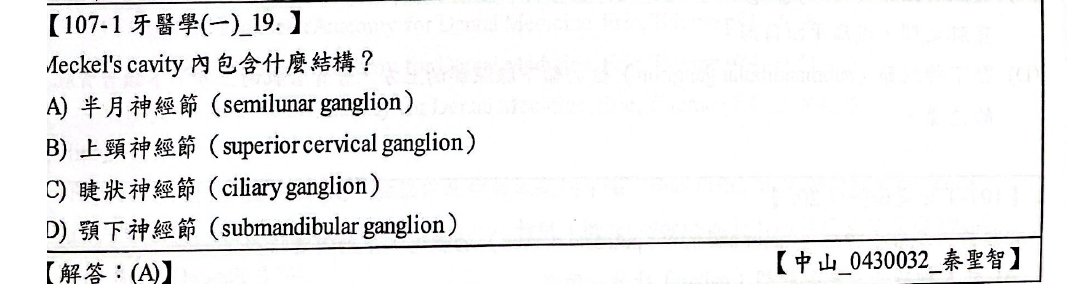 【107-1 牙醫學(一)_19.】
Meckel's cavity 內包含什麼結構？
A) 半月神經節（semilunar ganglion）
B) 上頸神經節（superior cervical ganglion）
C) 睫狀神經節（ciliary ganglion）
D) 顎下神經節（submandibular ganglion）
【解答：(A)】
【中山_0430032_秦聖智】